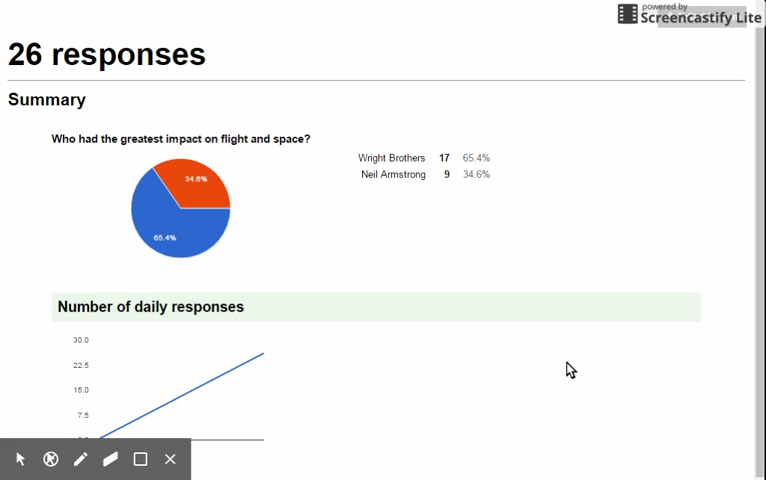 powered by
Screencastify Lite
26 responses
Summary
Who had the greatest impact on flight and space?
Wright Brothers 17 65.4%
Neil Armstrong 9 34.6%
34.6%
65.4%
Number of daily responses
30.0
22.5
15.0
7.5